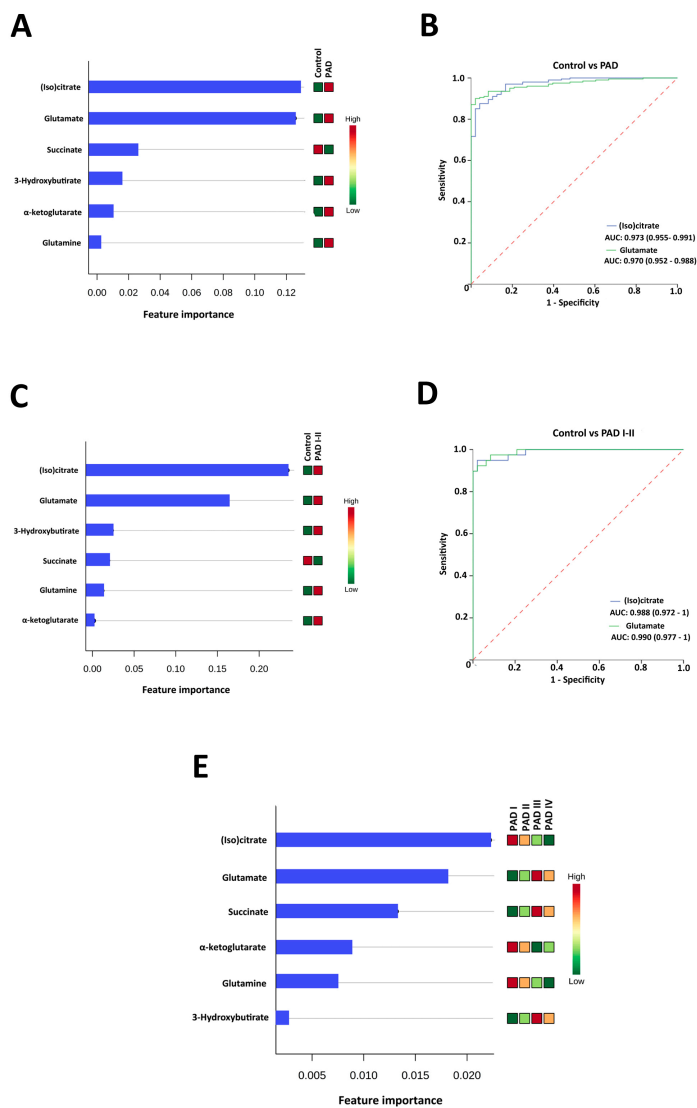 A
Control
PAD
(Iso)citrate
Glutamate
Succinate
3-Hydroxybutirate
α-ketoglutarate
Glutamine
High
Low
0.00 0.02 0.04 0.06 0.08 0.10 0.12
Feature importance
B
Control vs PAD
1.0
0.8
0.6
0.4
0.2
0
Sensitivity
(Iso)citrate
AUC: 0.973 (0.955- 0.991)
Glutamate
AUC: 0.970 (0.952 - 0.988)
0.2 0.4 0.6 0.8 1.0
1 - Specificity
C
Control
PAD I-II
(Iso)citrate
Glutamate
3-Hydroxybutirate
Succinate
Glutamine
α-ketoglutarate
High
Low
0.00 0.05 0.10 0.15 0.20
Feature importance
D
Control vs PAD I-II
1.0
0.8
0.6
0.4
0.2
0
Sensitivity
(Iso)citrate
AUC: 0.988 (0.972 - 1)
Glutamate
AUC: 0.990 (0.977 - 1)
0.2 0.4 0.6 0.8 1.0
1 - Specificity
E
PAD I
PAD II
PAD III
PAD IV
(Iso)citrate
Glutamate
Succinate
α-ketoglutarate
Glutamine
3-Hydroxybutirate
High
Low
0.005 0.010 0.015 0.020
Feature importance